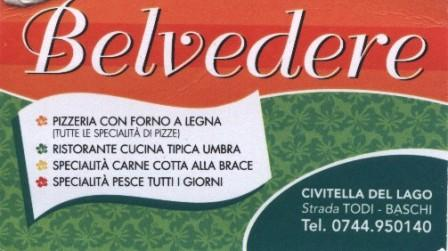 Belvedere
PIZZERIA CON FORNO A LEGNA
(TUTTE LE SPECIALITÀ DI PIZZE)
RISTORANTE CUCINA TIPICA UMBRA
SPECIALITÀ CARNE COTTA ALLA BRACE
SPECIALITÀ PESCE TUTTI I GIORNI
CIVITELLA DEL LAGO
Strada TODI - BASCHI
Tel. 0744.950140